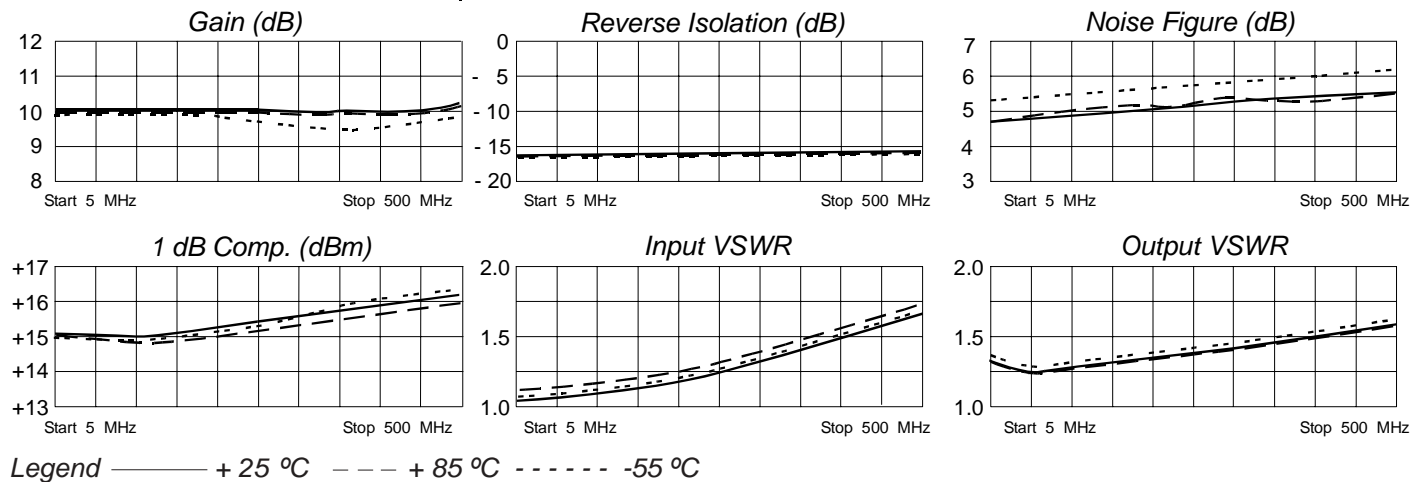 Gain (dB)
12
11
10
9
8
Start 5 MHz
Stop 500 MHz
Reverse Isolation (dB)
0
- 5
- 10
- 15
- 20
Start 5 MHz
Stop 500 MHz
Noise Figure (dB)
7
6
5
4
3
Start 5 MHz
Stop 500 MHz
1 dB Comp. (dBm)
+17
+16
+15
+14
+13
Start 5 MHz
Stop 500 MHz
Input VSWR
2.0
1.5
1.0
Start 5 MHz
Stop 500 MHz
Output VSWR
2.0
1.5
1.0
Start 5 MHz
Stop 500 MHz
Legend + 25 ºC + 85 ºC -55 ºC